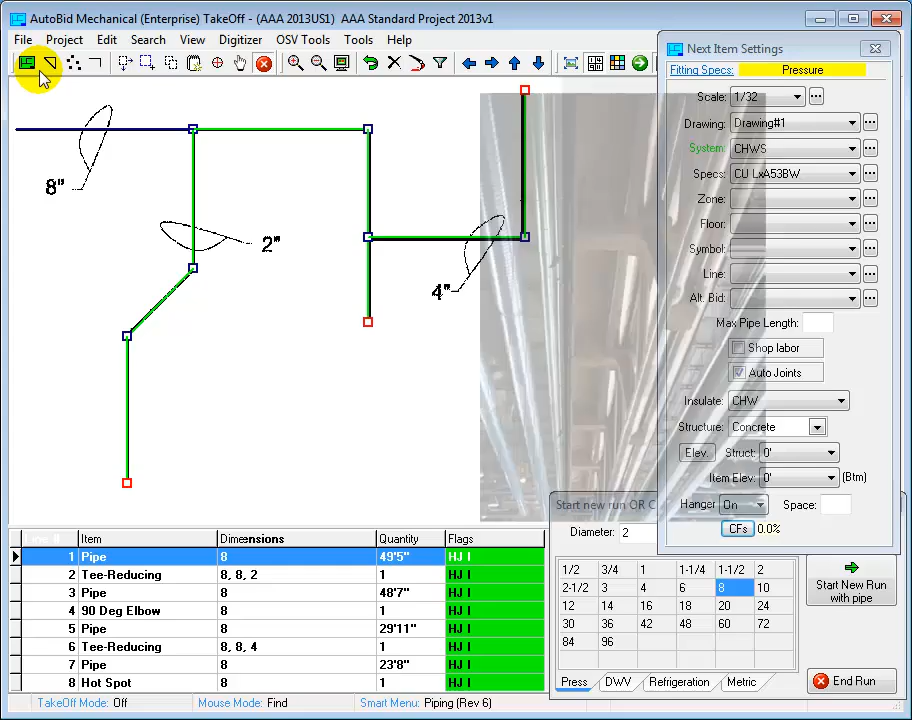 AutoBid Mechanical (Enterprise) TakeOff - (AAA 2013US1)  AAA Standard Project 2013v1
File Project Edit Search View Digitizer OSV Tools Tools Help
Next Item Settings
Fitting Specs: Pressure
Scale: 1/32
Drawing: Drawing#1
System: CHWS
Specs: CU LxA53BW
Zone:
Floor:
Symbol:
Line:
Alt. Bid:
Max Pipe Length:
Shop labor
Auto Joints
Insulate: CHW
Structure: Concrete
Elev. Struct: 0'
Item Elev: 0' (Btm)
Hanger On Space:
CFs 0.0%
8"
2"
4"
Item Dimensions Quantity Flags
1 Pipe 8 49'5" HJ I
2 Tee-Reducing 8, 8, 2 1 HJ I
3 Pipe 8 48'7" HJ I
4 90 Deg Elbow 8 1 HJ I
5 Pipe 8 29'11" HJ I
6 Tee-Reducing 8, 8, 4 1 HJ I
7 Pipe 8 23'8" HJ I
8 Hot Spot 8 1 HJ I
Start new run OR C
Diameter: 2
1/2 3/4 1 1-1/4 1-1/2 2
2-1/2 3 4 6 8 10
12 14 16 18 20 24
30 36 42 48 60 72
84 96
Press DWV Refrigeration Metric
Start New Run
with pipe
End Run
TakeOff Mode: Off Mouse Mode: Find Smart Menu: Piping (Rev 6)